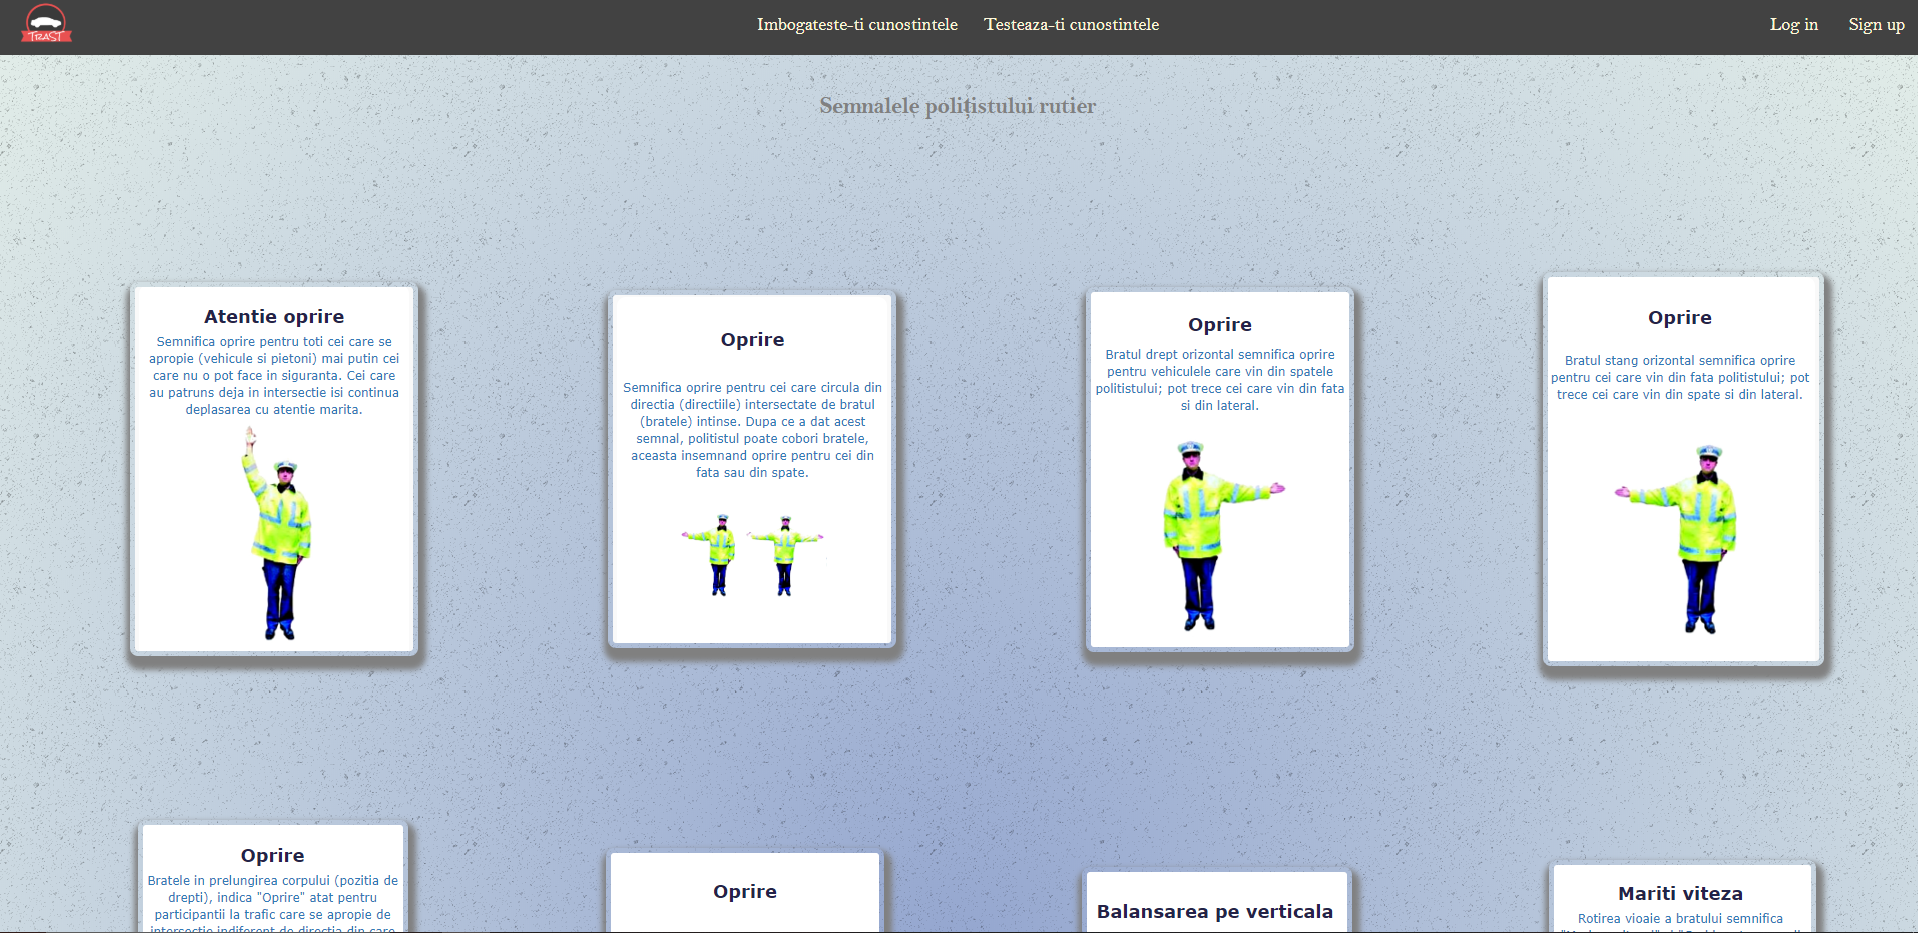 TRAST
Imbogateste-ti cunostintele
Testeaza-ti cunostintele
Log in
Sign up
Semnalele polițistului rutier
Atentie oprire
Semnifica oprire pentru toti cei care se
apropie (vehicule si pietoni) mai putin cei
care nu o pot face in siguranta. Cei care
au patruns deja in intersectie isi continua
deplasarea cu atentie marita.
Oprire
Semnifica oprire pentru cei care circula din
directia (directiile) intersectate de bratul
(bratele) intinse. Dupa ce a dat acest
semnal, politistul poate cobori bratele,
aceasta insemnand oprire pentru cei din
fata sau din spate.
Oprire
Bratul drept orizontal semnifica oprire
pentru vehiculele care vin din spatele
politistului; pot trece cei care vin din fata
si din lateral.
Oprire
Bratul stang orizontal semnifica oprire
pentru cei care vin din fata politistului; pot
trece cei care vin din spate si din lateral.
Oprire
Bratele in prelungirea corpului (pozitia de
drepti), indica "Oprire" atat pentru
participantii la trafic care se apropie de
intersectie indiferent de directia din care
Oprire
Balansarea pe verticala
Mariti viteza
Rotirea vioaie a bratului semnifica